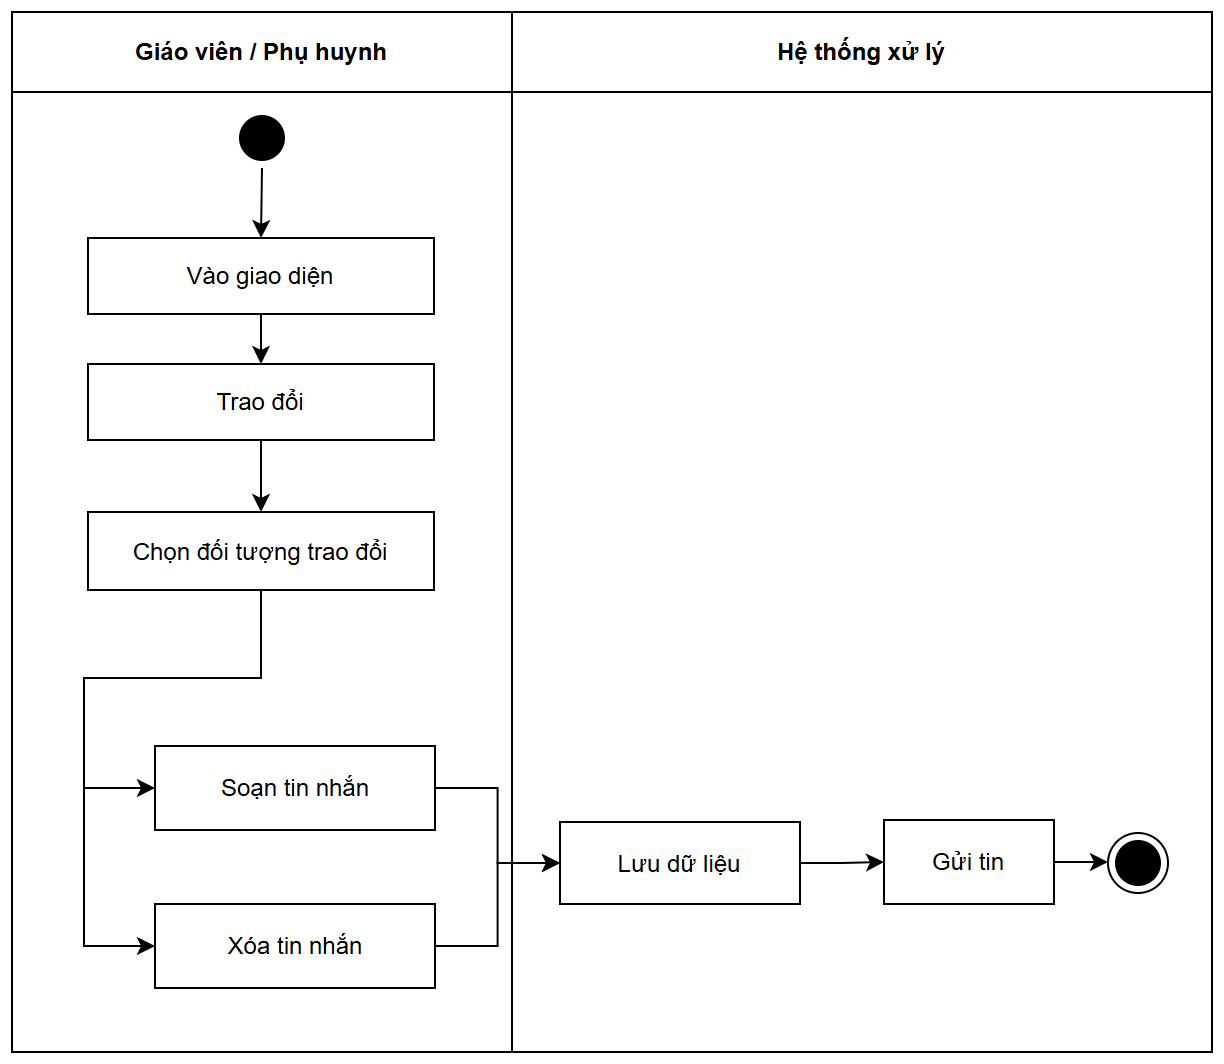 Giáo viên / Phụ huynh
Hệ thống xử lý
Vào giao diện
Trao đổi
Chọn đối tượng trao đổi
Soạn tin nhắn
Xóa tin nhắn
Lưu dữ liệu
Gửi tin